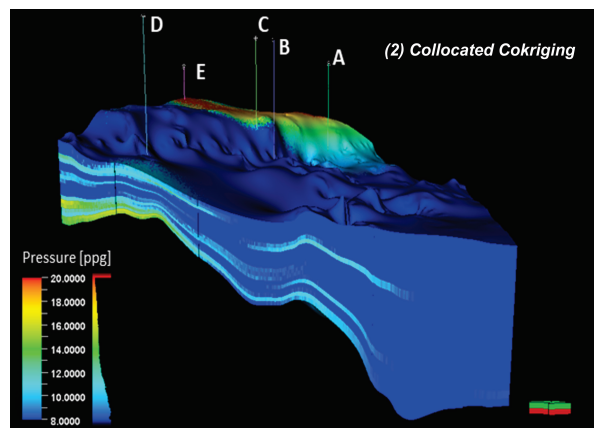 D
C
B
A
E
(2) Collocated Cokriging
Pressure [ppg]
20.0000
18.0000
16.0000
14.0000
12.0000
10.0000
8.0000